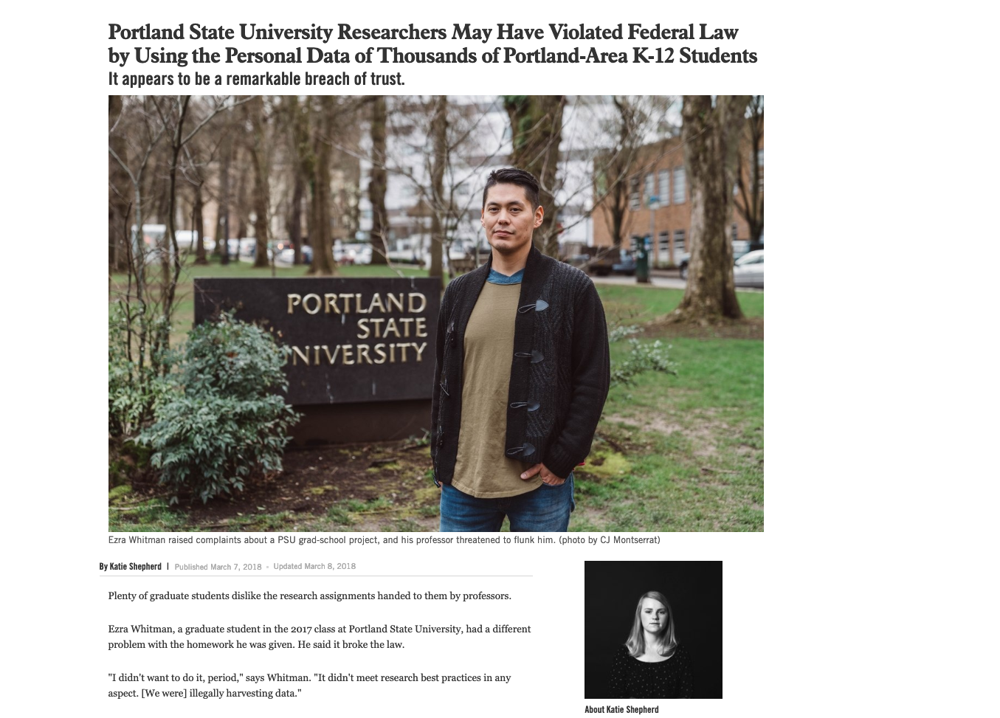 Portland State University Researchers May Have Violated Federal Law
by Using the Personal Data of Thousands of Portland-Area K-12 Students
It appears to be a remarkable breach of trust.
PORTLAND
STATE
UNIVERSITY
Ezra Whitman raised complaints about a PSU grad-school project, and his professor threatened to flunk him. (photo by CJ Montserrat)
By Katie Shepherd | Published March 7, 2018 • Updated March 8, 2018
Plenty of graduate students dislike the research assignments handed to them by professors.
Ezra Whitman, a graduate student in the 2017 class at Portland State University, had a different
problem with the homework he was given. He said it broke the law.
"I didn't want to do it, period," says Whitman. "It didn't meet research best practices in any
aspect. [We were] illegally harvesting data."
About Katie Shepherd